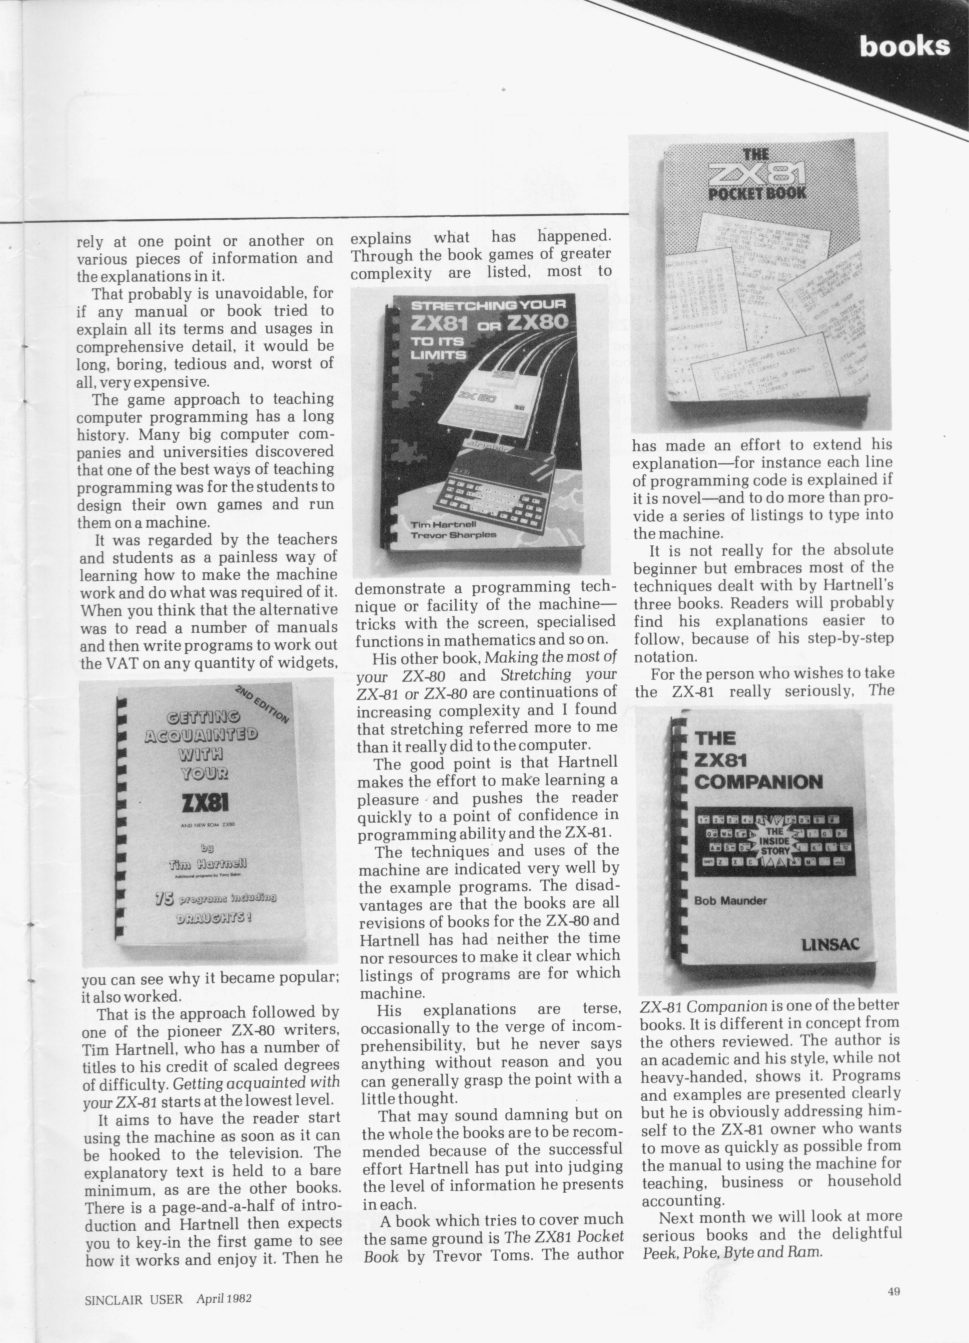 books
rely at one point or another on
various pieces of information and
the explanations in it.
That probably is unavoidable, for
if any manual or book tried to
explain all its terms and usages in
comprehensive detail, it would be
long, boring, tedious and, worst of
all, very expensive.
The game approach to teaching
computer programming has a long
history. Many big computer com-
panies and universities discovered
that one of the best ways of teaching
programming was for the students to
design their own games and run
them on a machine.
It was regarded by the teachers
and students as a painless way of
learning how to make the machine
work and do what was required of it.
When you think that the alternative
was to read a number of manuals
and then write programs to work out
the VAT on any quantity of widgets,
2ND EDITION
GETTING
ACQUAINTED
WITH
YOUR
ZX81
AND NEW ROM ZX80
by
Tim Hartnell
75 programs including
DRAUGHTS!
you can see why it became popular;
it also worked.
That is the approach followed by
one of the pioneer ZX-80 writers,
Tim Hartnell, who has a number of
titles to his credit of scaled degrees
of difficulty. Getting acquainted with
your ZX-81 starts at the lowest level.
It aims to have the reader start
using the machine as soon as it can
be hooked to the television. The
explanatory text is held to a bare
minimum, as are the other books.
There is a page-and-a-half of intro-
duction and Hartnell then expects
you to key-in the first game to see
how it works and enjoy it. Then he
explains what has happened.
Through the book games of greater
complexity are listed, most to
STRETCHING YOUR
ZX81 OR ZX80
TO ITS
LIMITS
ZX80
Tim Hartnell
Trevor Sharples
demonstrate a programming tech-
nique or facility of the machine—
tricks with the screen, specialised
functions in mathematics and so on.
His other book, Making the most of
your ZX-80 and Stretching your
ZX-81 or ZX-80 are continuations of
increasing complexity and I found
that stretching referred more to me
than it really did to the computer.
The good point is that Hartnell
makes the effort to make learning a
pleasure and pushes the reader
quickly to a point of confidence in
programming ability and the ZX-81.
The techniques and uses of the
machine are indicated very well by
the example programs. The disad-
vantages are that the books are all
revisions of books for the ZX-80 and
Hartnell has had neither the time
nor resources to make it clear which
listings of programs are for which
machine.
His explanations are terse,
occasionally to the verge of incom-
prehensibility, but he never says
anything without reason and you
can generally grasp the point with a
little thought.
That may sound damning but on
the whole the books are to be recom-
mended because of the successful
effort Hartnell has put into judging
the level of information he presents
in each.
A book which tries to cover much
the same ground is The ZX81 Pocket
Book by Trevor Toms. The author
THE
ZX81
POCKET BOOK
has made an effort to extend his
explanation—for instance each line
of programming code is explained if
it is novel—and to do more than pro-
vide a series of listings to type into
the machine.
It is not really for the absolute
beginner but embraces most of the
techniques dealt with by Hartnell's
three books. Readers will probably
find his explanations easier to
follow, because of his step-by-step
notation.
For the person who wishes to take
the ZX-81 really seriously, The
THE
ZX81
COMPANION
THE
INSIDE
STORY
Bob Maunder
LINSAC
ZX-81 Companion is one of the better
books. It is different in concept from
the others reviewed. The author is
an academic and his style, while not
heavy-handed, shows it. Programs
and examples are presented clearly
but he is obviously addressing him-
self to the ZX-81 owner who wants
to move as quickly as possible from
the manual to using the machine for
teaching, business or household
accounting.
Next month we will look at more
serious books and the delightful
Peek, Poke, Byte and Ram.
SINCLAIR USER April 1982
49